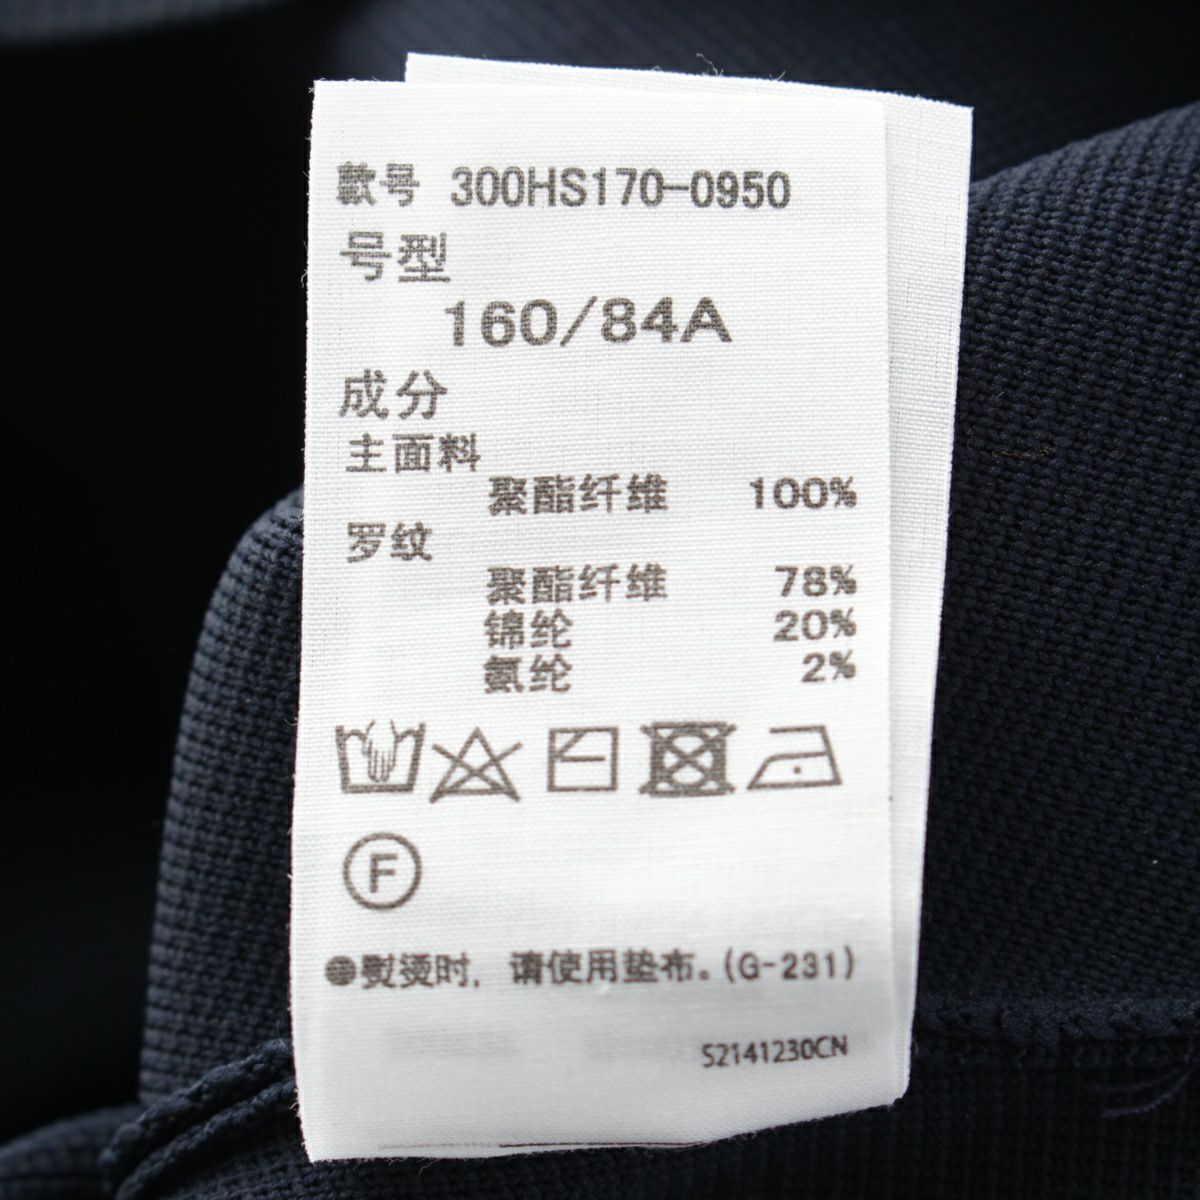 款号 300HS170-0950
号型
160/84A
成分
主面料
聚酯纤维 100%
罗纹
聚酯纤维 78%
锦纶 20%
氨纶 2%
F
●熨烫时，请使用垫布。(G-231)
S2141230CN